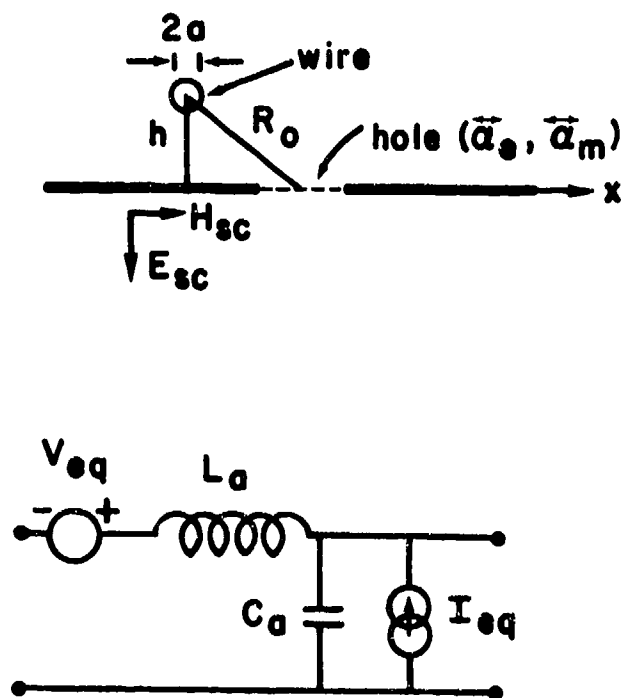 2a
wire
h
R₀
hole (α⃡ₑ, α⃡ₘ)
x
H_sc
E_sc
V_eq
L_a
- +
C_a
I_eq